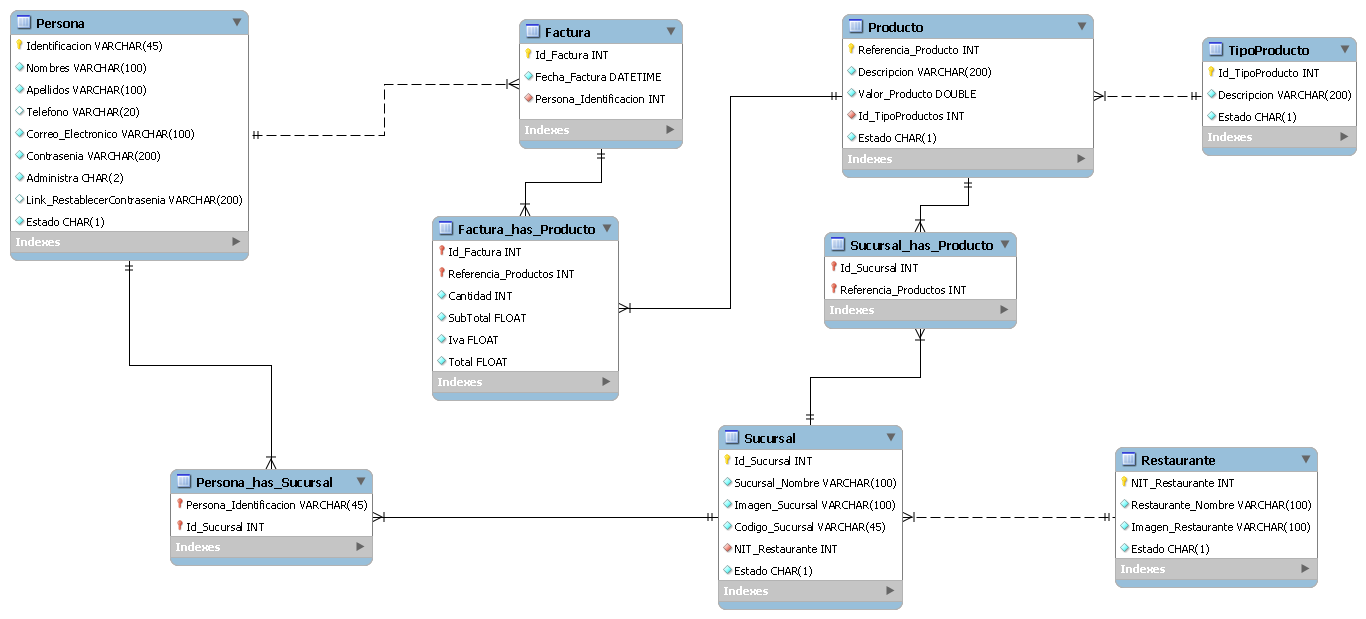 Persona
Identificacion VARCHAR(45)
Nombres VARCHAR(100)
Apellidos VARCHAR(100)
Telefono VARCHAR(20)
Correo_Electronico VARCHAR(100)
Contrasenia VARCHAR(200)
Administra CHAR(2)
Link_RestablecerContrasenia VARCHAR(200)
Estado CHAR(1)
Indexes
Factura
Id_Factura INT
Fecha_Factura DATETIME
Persona_Identificacion INT
Indexes
Producto
Referencia_Producto INT
Descripcion VARCHAR(200)
Valor_Producto DOUBLE
Id_TipoProductos INT
Estado CHAR(1)
Indexes
TipoProducto
Id_TipoProducto INT
Descripcion VARCHAR(200)
Estado CHAR(1)
Indexes
Factura_has_Producto
Id_Factura INT
Referencia_Productos INT
Cantidad INT
SubTotal FLOAT
Iva FLOAT
Total FLOAT
Indexes
Sucursal_has_Producto
Id_Sucursal INT
Referencia_Productos INT
Indexes
Persona_has_Sucursal
Persona_Identificacion VARCHAR(45)
Id_Sucursal INT
Indexes
Sucursal
Id_Sucursal INT
Sucursal_Nombre VARCHAR(100)
Imagen_Sucursal VARCHAR(100)
Codigo_Sucursal VARCHAR(45)
NIT_Restaurante INT
Estado CHAR(1)
Indexes
Restaurante
NIT_Restaurante INT
Restaurante_Nombre VARCHAR(100)
Imagen_Restaurante VARCHAR(100)
Estado CHAR(1)
Indexes